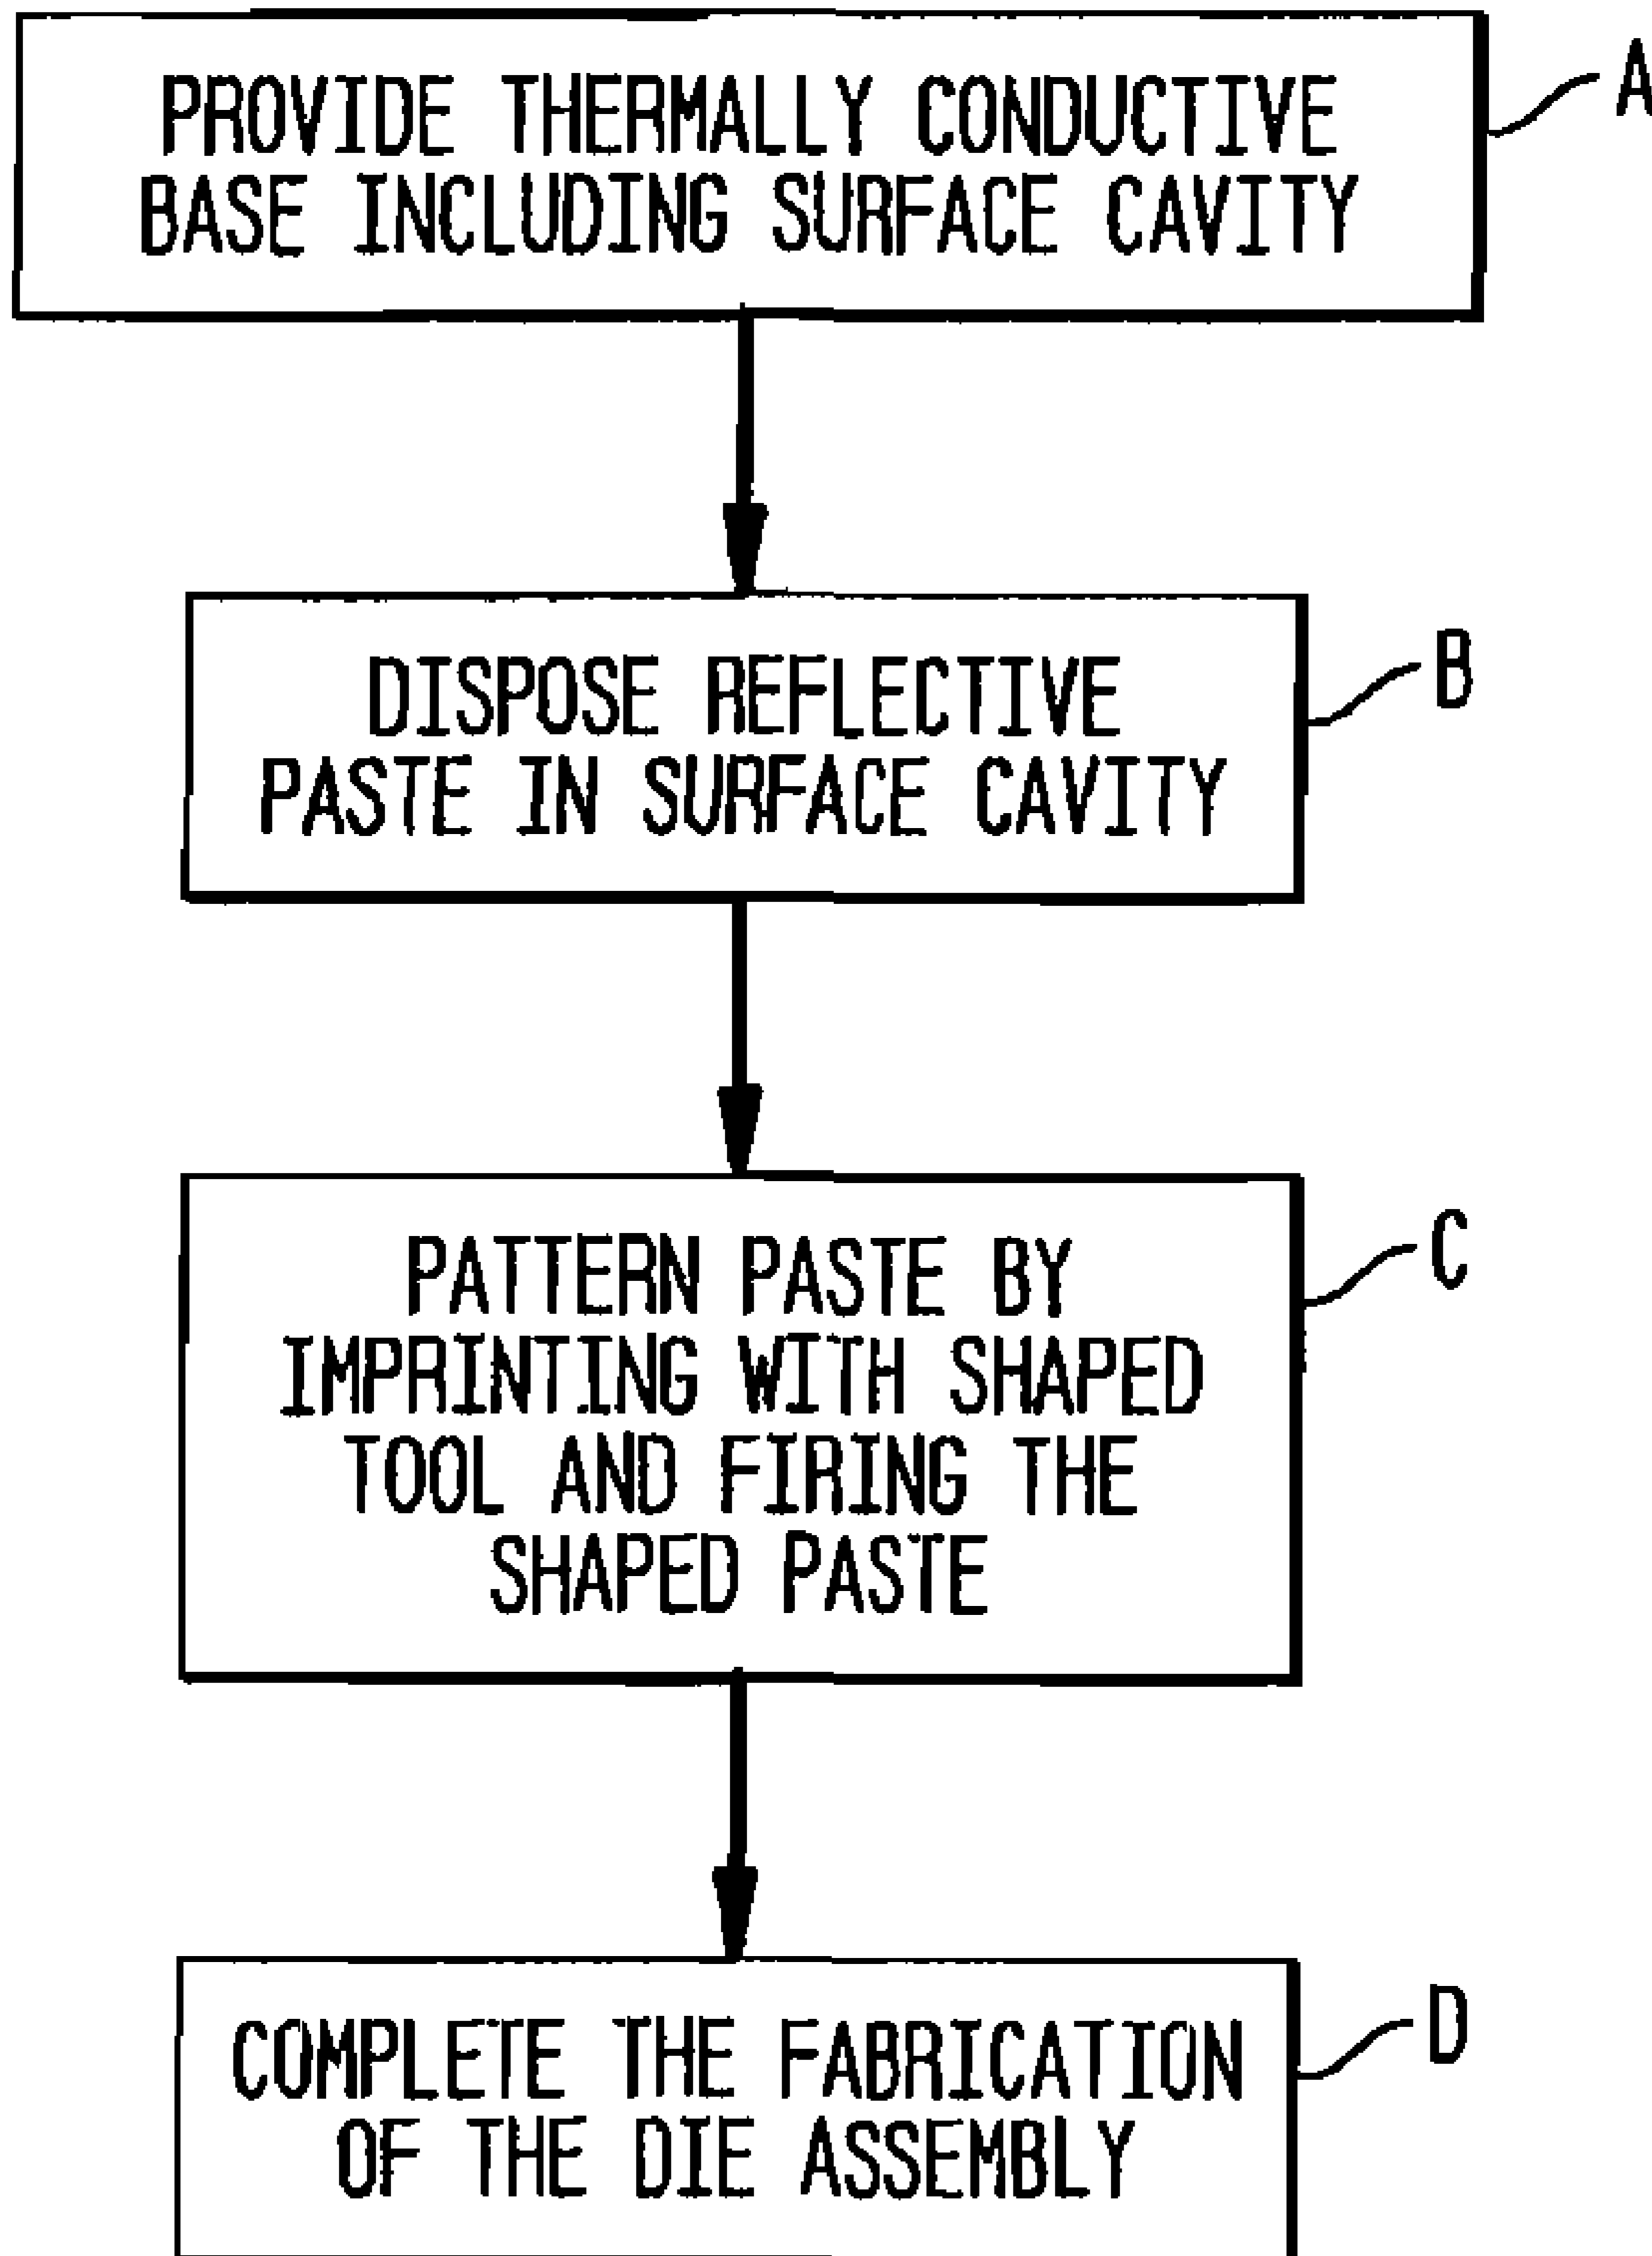 PROVIDE THERMALLY CONDUCTIVE
BASE INCLUDING SURFACE CAVITY
A
DISPOSE REFLECTIVE
PASTE IN SURFACE CAVITY
B
PATTERN PASTE BY
IMPRINTING WITH SHAPED
TOOL AND FIRING THE
SHAPED PASTE
C
COMPLETE THE FABRICATION
OF THE DIE ASSEMBLY
D